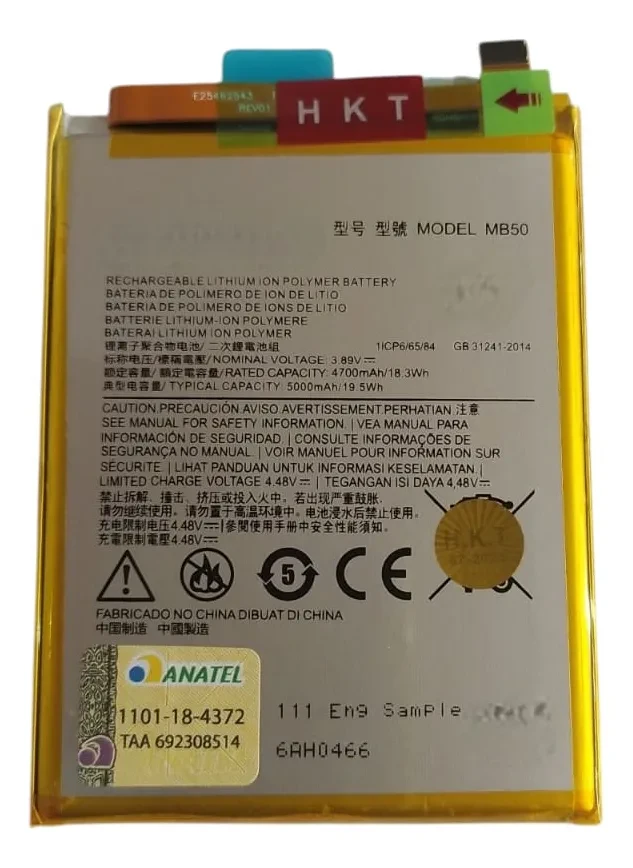 E25462543
REV01
HKT
型号 型號 MODEL MB50
RECHARGEABLE LITHIUM ION POLYMER BATTERY
BATERIA DE POLIMERO DE ION DE LITIO
BATERIA DE POLIMERO DE IONS DE LITIO
BATTERIE LITHIUM-ION POLYMERE
BATERAI LITHIUM ION POLYMER
锂离子聚合物电池/ 二次鋰電池組 1ICP6/65/84 GB 31241-2014
标称电压/標稱電壓/ NOMINAL VOLTAGE: 3.89V⎓
额定容量/ 額定電容量/ RATED CAPACITY: 4700mAh/18.3Wh
典型电容量/ TYPICAL CAPACITY: 5000mAh/19.5Wh
CAUTION.PRECAUCIÓN.AVISO.AVERTISSEMENT.PERHATIAN.注意
SEE MANUAL FOR SAFETY INFORMATION. | VEA MANUAL PARA
INFORMACIÓN DE SEGURIDAD. | CONSULTE INFORMAÇÕES DE
SEGURANÇA NO MANUAL. | VOIR MANUEL POUR INFORMATION SUR
SÉCURITE. | LIHAT PANDUAN UNTUK INFORMASI KESELAMATAN.|
LIMITED CHARGE VOLTAGE 4.48V⎓ | TEGANGAN ISI DAYA 4,48V⎓|
禁止拆解、撞击、挤压或投入火中。若出现严重鼓胀,
请勿继续使用。请勿置于高温环境中。电池浸水后禁止使用。
充电限制电压4.48V⎓|參閱使用手册中安全性能須知。
充電限制電壓4.48V⎓
5
CE
H.K.T
FABRICADO NO CHINA DIBUAT DI CHINA
中国制造 中國製造
ANATEL
1101-18-4372
TAA 692308514
111 Eng Sample
6AH0466